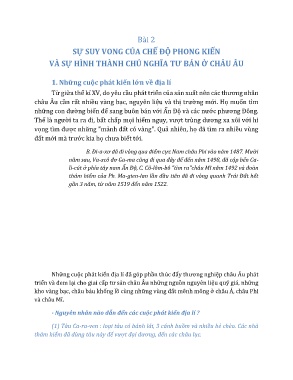 Bài 2
SỰ SUY VONG CỦA CHẾ ĐỘ PHONG KIẾN
VÀ SỰ HÌNH THÀNH CHỦ NGHĨA TƯ BẢN Ở CHÂU ÂU
1. Những cuộc phát kiến lớn về địa lí
Từ giữa thế kỉ XV, do yêu cầu phát triển của sản xuất nên các thương nhân
châu Âu cần rất nhiều vàng bạc, nguyên liệu và thị trường mới. Họ muốn tìm
những con đường biển để sang buôn bán với Ấn Độ và các nước phương Đông.
Thế là người ta ra đi, bất chấp mọi hiểm nguy, vượt trùng dương xa xôi với hi
vọng tìm được những "mảnh đất có vàng". Quả nhiên, họ đã tìm ra nhiều vùng
đất mới mà trước kia họ chưa biết tới.
B. Đi-a-xơ đã đi vòng qua điểm cực Nam châu Phi vào năm 1487. Mười
năm sau, Va-xcô đơ Ga-ma cũng đi qua đây để đến năm 1498, đã cập bến Ca-
li-cút ở phía tây nam Ấn Độ, C. Cô-lôm-bô "tìm ra" châu Mĩ năm 1492 và đoàn
thám hiểm của Ph. Ma-gien-lan lần đầu tiên đã đi vòng quanh Trái Đất hết
gần 3 năm, từ năm 1519 đến năm 1522.
Những cuộc phát kiến địa lí đã góp phần thúc đẩy thương nghiệp châu Âu phát
triển và đem lại cho giai cấp tư sản châu Âu những nguồn nguyên liệu quý giá, những
kho vàng bạc, châu báu khổng lồ cùng những vùng đất mênh mông ở châu Á, châu Phi
và châu Mĩ.
- Nguyên nhân nào dẫn đến các cuộc phát kiến địa lí ?
(1) Tàu Ca-ra-ven : loại tàu có bánh lái, 3 cánh buồm và nhiều bè chèo. Các nhà
thám hiểm đã dùng tàu này để vượt đại dương, đến các châu lục.